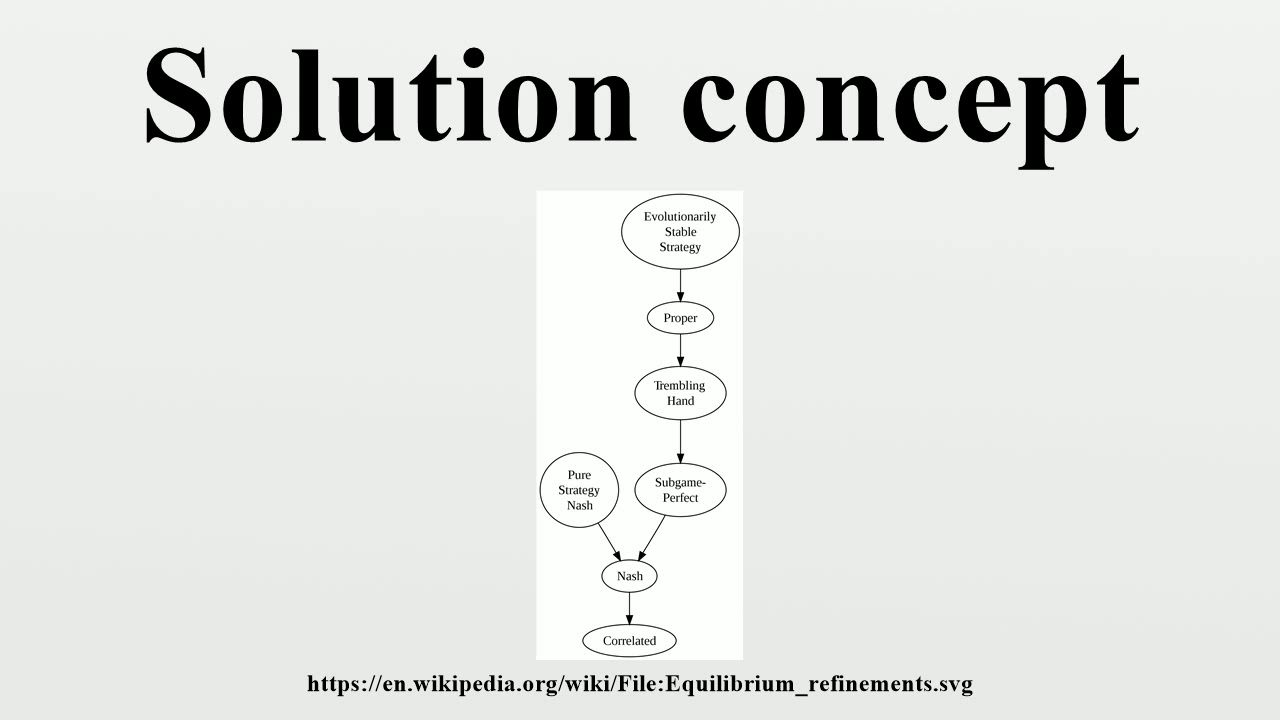 Solution concept
Evolutionarily
Stable
Strategy
Proper
Trembling
Hand
Pure
Strategy
Nash
Subgame-
Perfect
Nash
Correlated
https://en.wikipedia.org/wiki/File:Equilibrium_refinements.svg